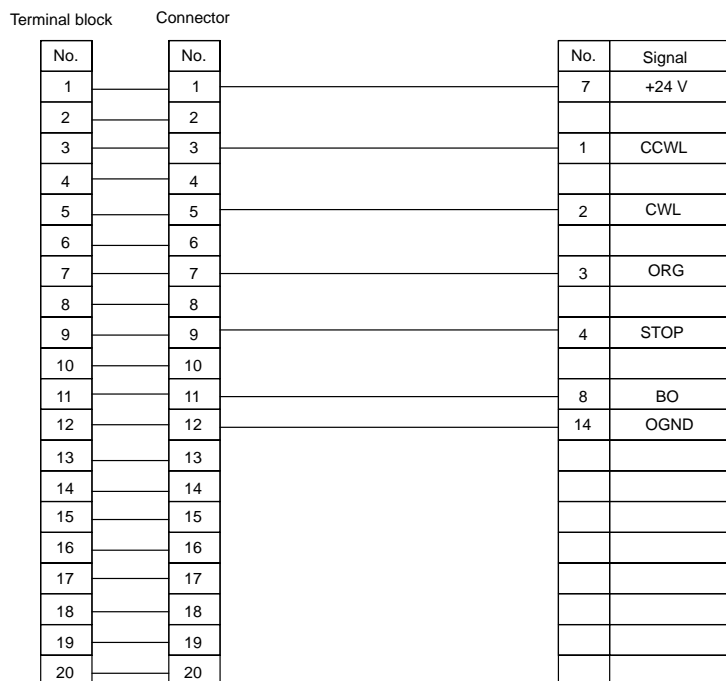 Terminal block Connector
No. No. No. Signal
1 1 7 +24 V
2 2
3 3 1 CCWL
4 4
5 5 2 CWL
6 6
7 7 3 ORG
8 8
9 9 4 STOP
10 10
11 11 8 BO
12 12 14 OGND
13 13
14 14
15 15
16 16
17 17
18 18
19 19
20 20